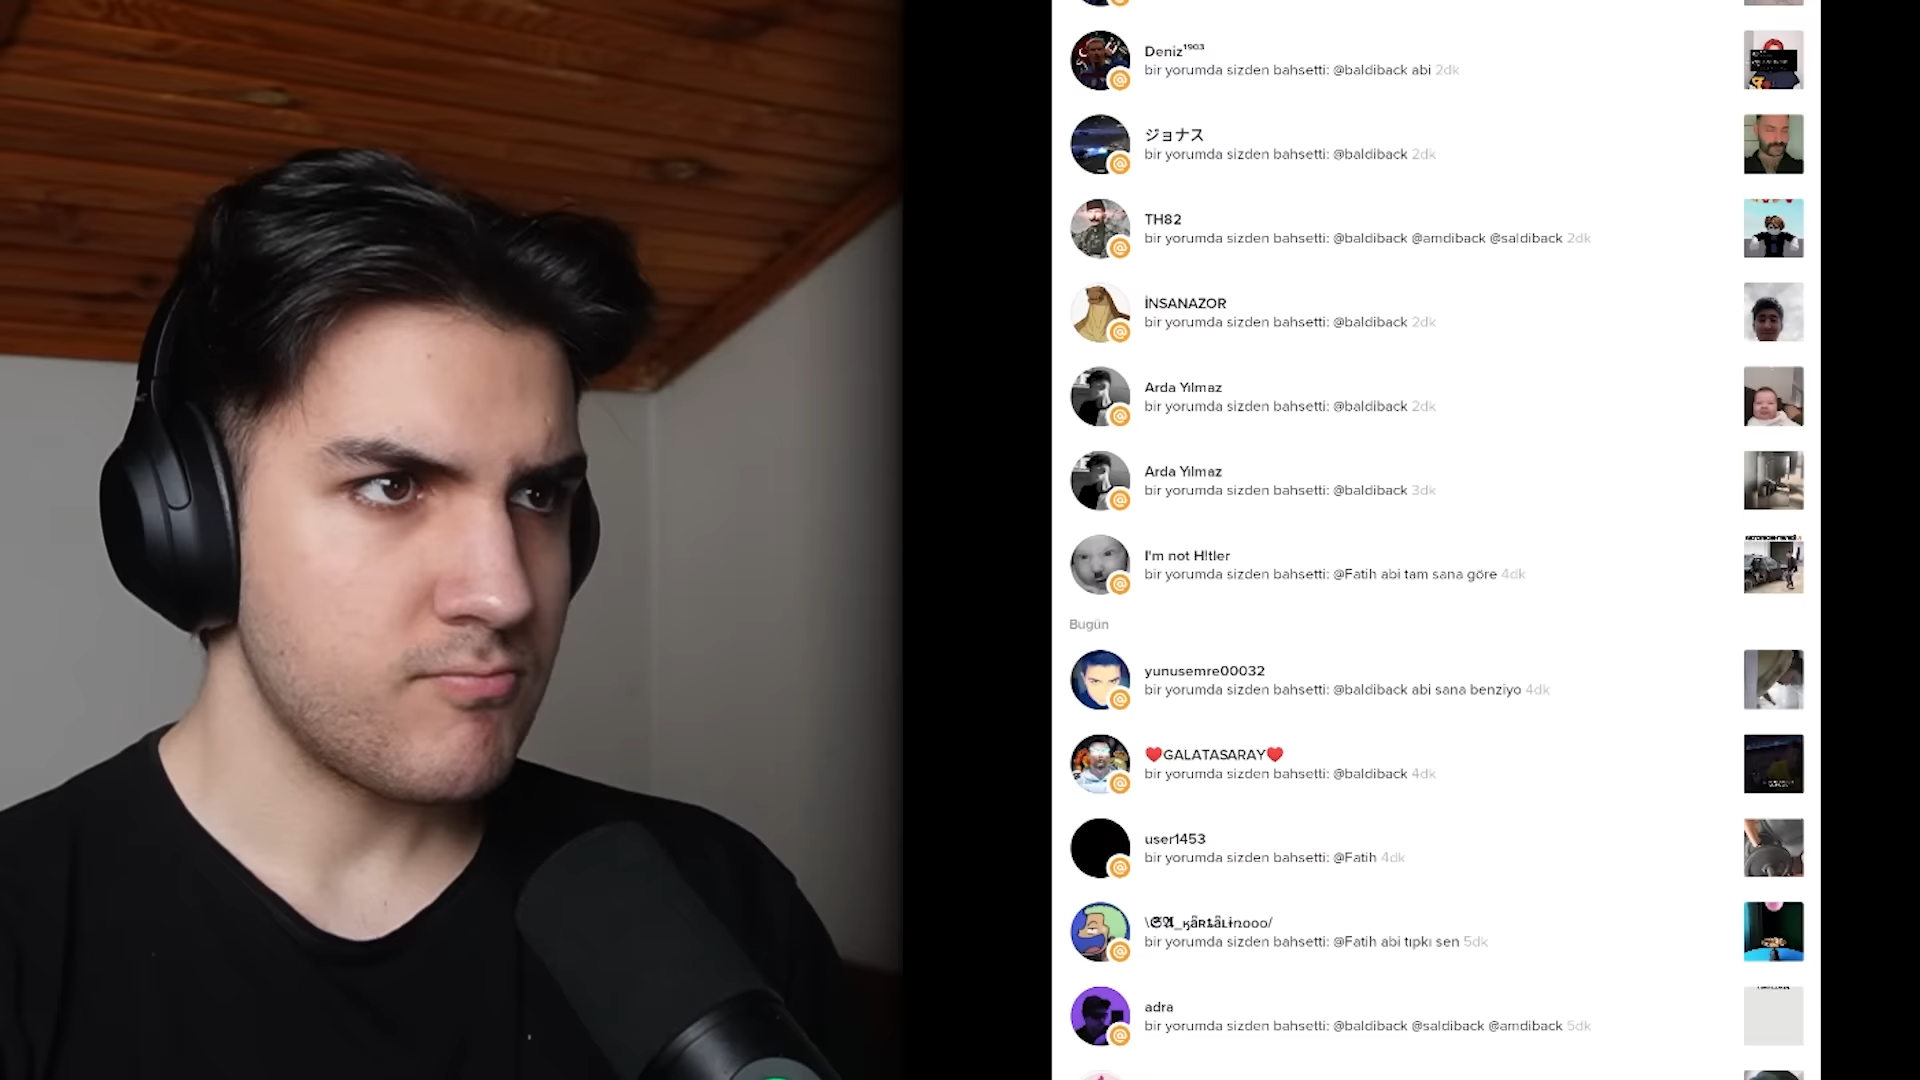 Deniz¹⁹⁰³
bir yorumda sizden bahsetti: @baldiback abi 2dk
ジョナス
bir yorumda sizden bahsetti: @baldiback 2dk
TH82
bir yorumda sizden bahsetti: @baldiback @amdiback @saldiback 2dk
İNSANAZOR
bir yorumda sizden bahsetti: @baldiback 2dk
Arda Yılmaz
bir yorumda sizden bahsetti: @baldiback 2dk
Arda Yılmaz
bir yorumda sizden bahsetti: @baldiback 3dk
I'm not H!tler
bir yorumda sizden bahsetti: @Fatih abi tam sana göre 4dk
Bugün
yunusemre00032
bir yorumda sizden bahsetti: @baldiback abi sana benziyo 4dk
♥️GALATASARAY♥️
bir yorumda sizden bahsetti: @baldiback 4dk
user1453
bir yorumda sizden bahsetti: @Fatih 4dk
bir yorumda sizden bahsetti: @Fatih abi tıpkı sen 5dk
adra
bir yorumda sizden bahsetti: @baldiback @saldiback @amdiback 5dk